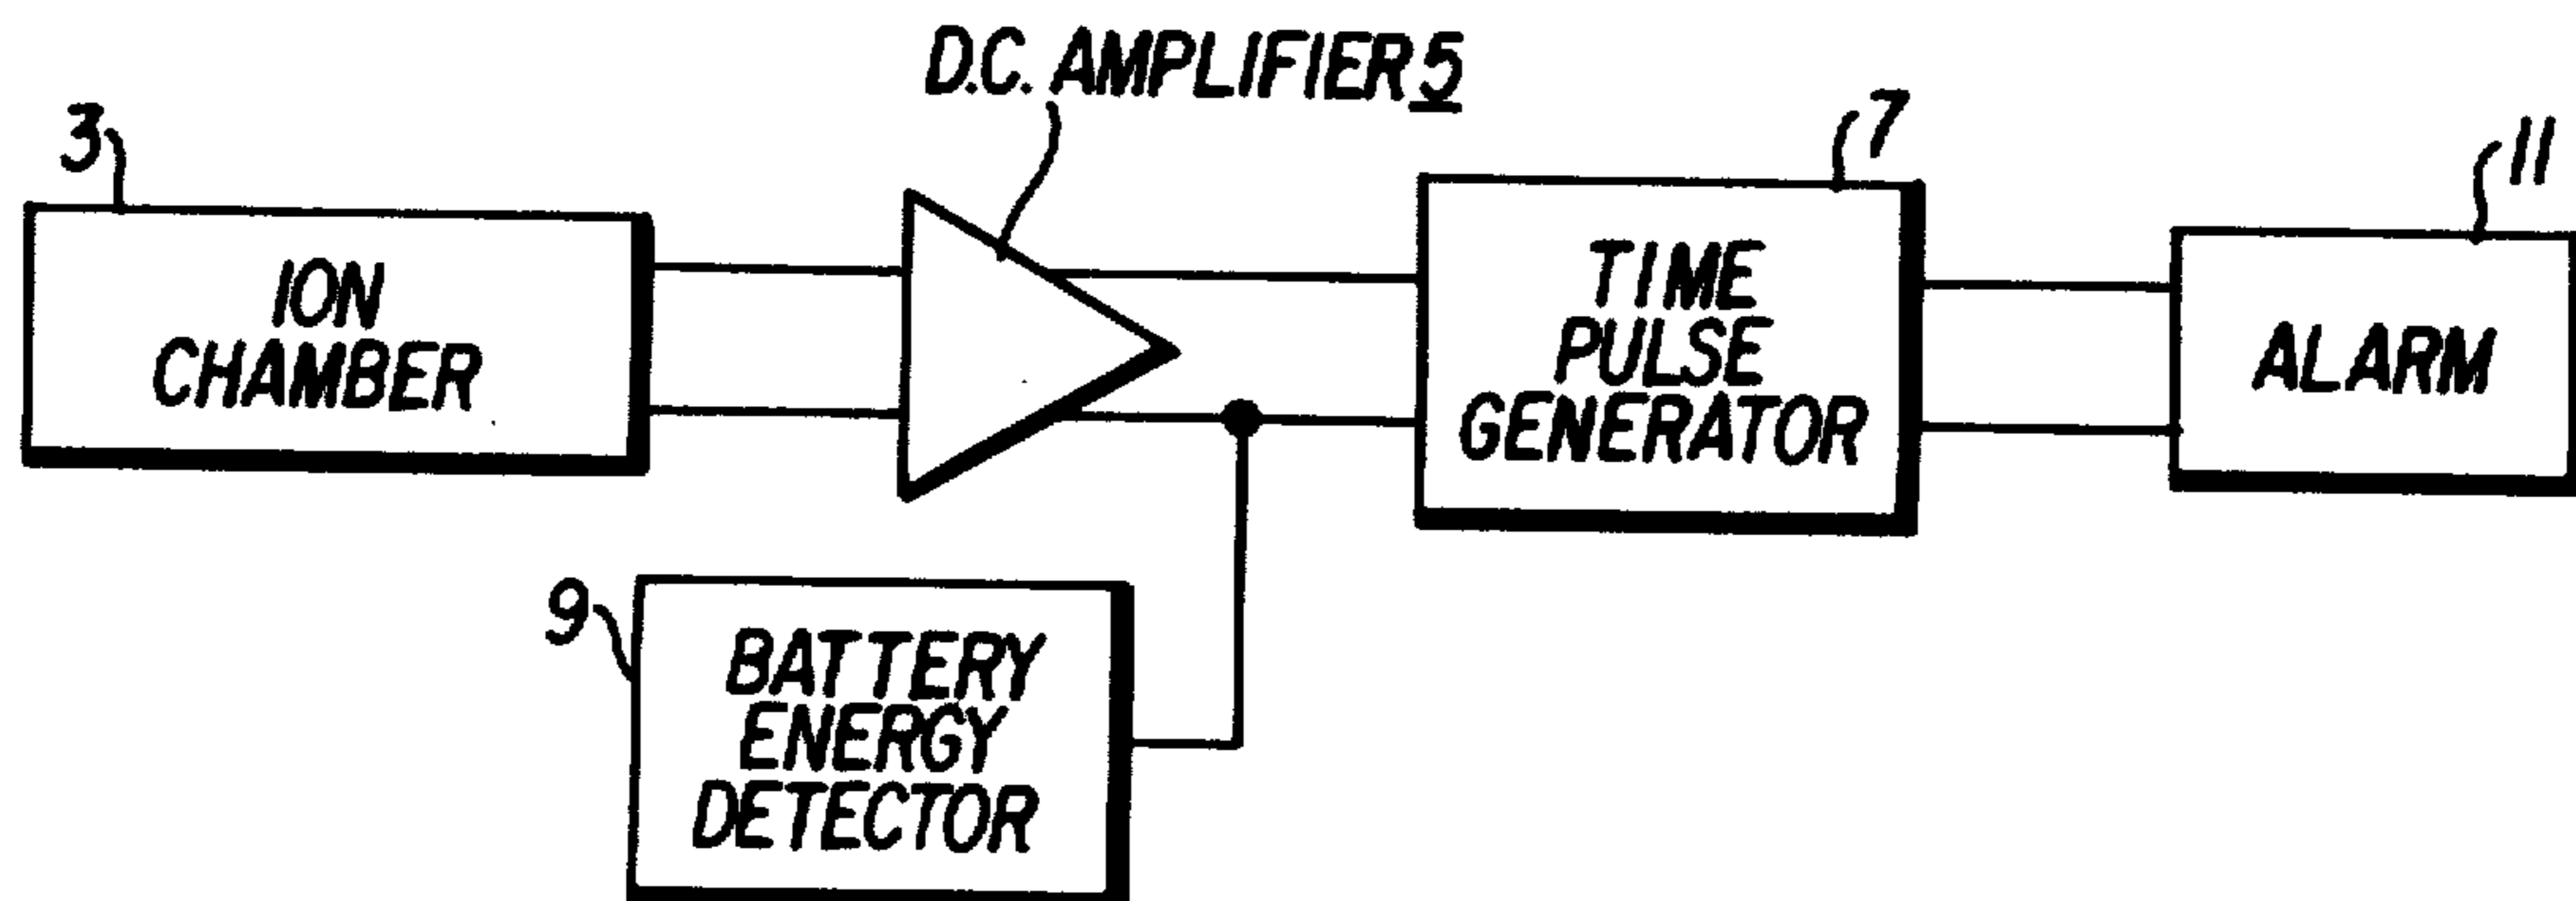 D.C. AMPLIFIER 5
3
7
11
ION
CHAMBER
TIME
PULSE
GENERATOR
ALARM
9
BATTERY
ENERGY
DETECTOR